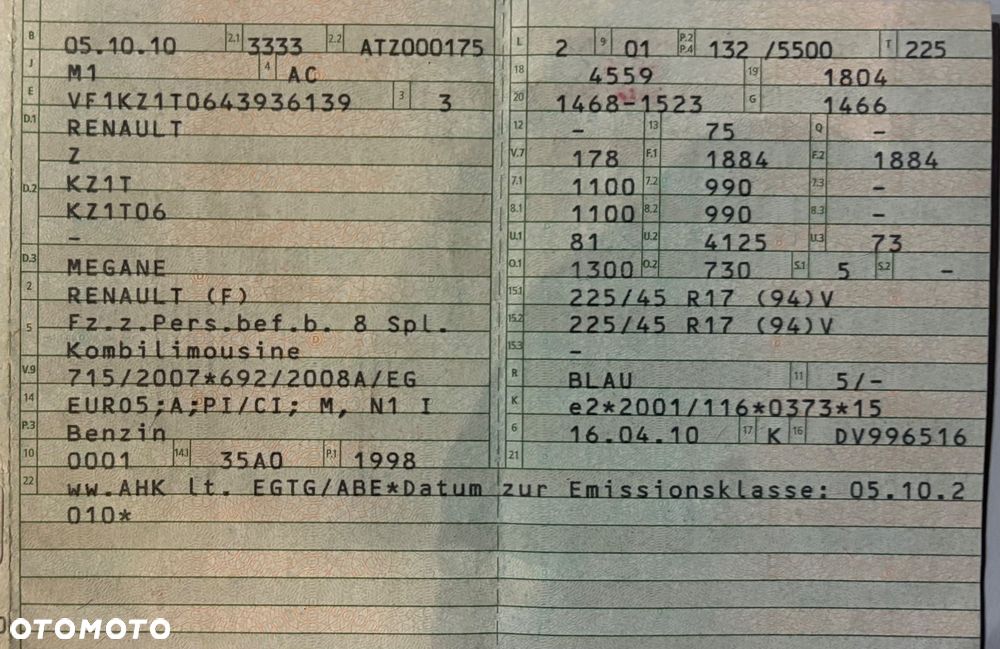 B 05.10.10 2.1 3333 2.2 ATZ000175
J M1 4 AC
E VF1KZ1T0643936139 3 3
D.1 RENAULT
Z
D.2 KZ1T
KZ1T06
–
D.3 MEGANE
2 RENAULT (F)
5 Fz.z.Pers.bef.b. 8 Spl.
Kombilimousine
V.9 715/2007*692/2008A/EG
14 EURO5;A;PI/CI; M, N1 I
P.3 Benzin
10 0001 14.1 35A0 P.1 1998
L 2 9 01 P.2 P.4 132 /5500 T 225
18 4559 19 1804
20 1468-1523 G 1466
12 – 13 75 Q –
V.7 178 F.1 1884 F.2 1884
7.1 1100 7.2 990 7.3 –
8.1 1100 8.2 990 8.3 –
U.1 81 U.2 4125 U.3 73
O.1 1300 O.2 730 S.1 5 S.2 –
15.1 225/45 R17 (94)V
15.2 225/45 R17 (94)V
15.3 –
R BLAU 11 5/–
K e2*2001/116*0373*15
6 16.04.10 17 K 16 DV996516
21
22 ww.AHK lt. EGTG/ABE*Datum zur Emissionsklasse: 05.10.2
010*
OTOMOTO